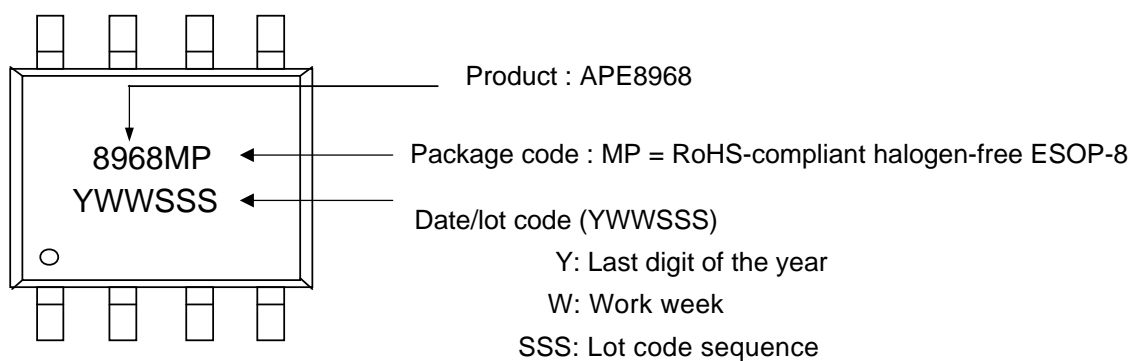 Product : APE8968
8968MP
Package code : MP = RoHS-compliant halogen-free ESOP-8
YWWSSS
Date/lot code (YWWSSS)
Y: Last digit of the year
W: Work week
SSS: Lot code sequence